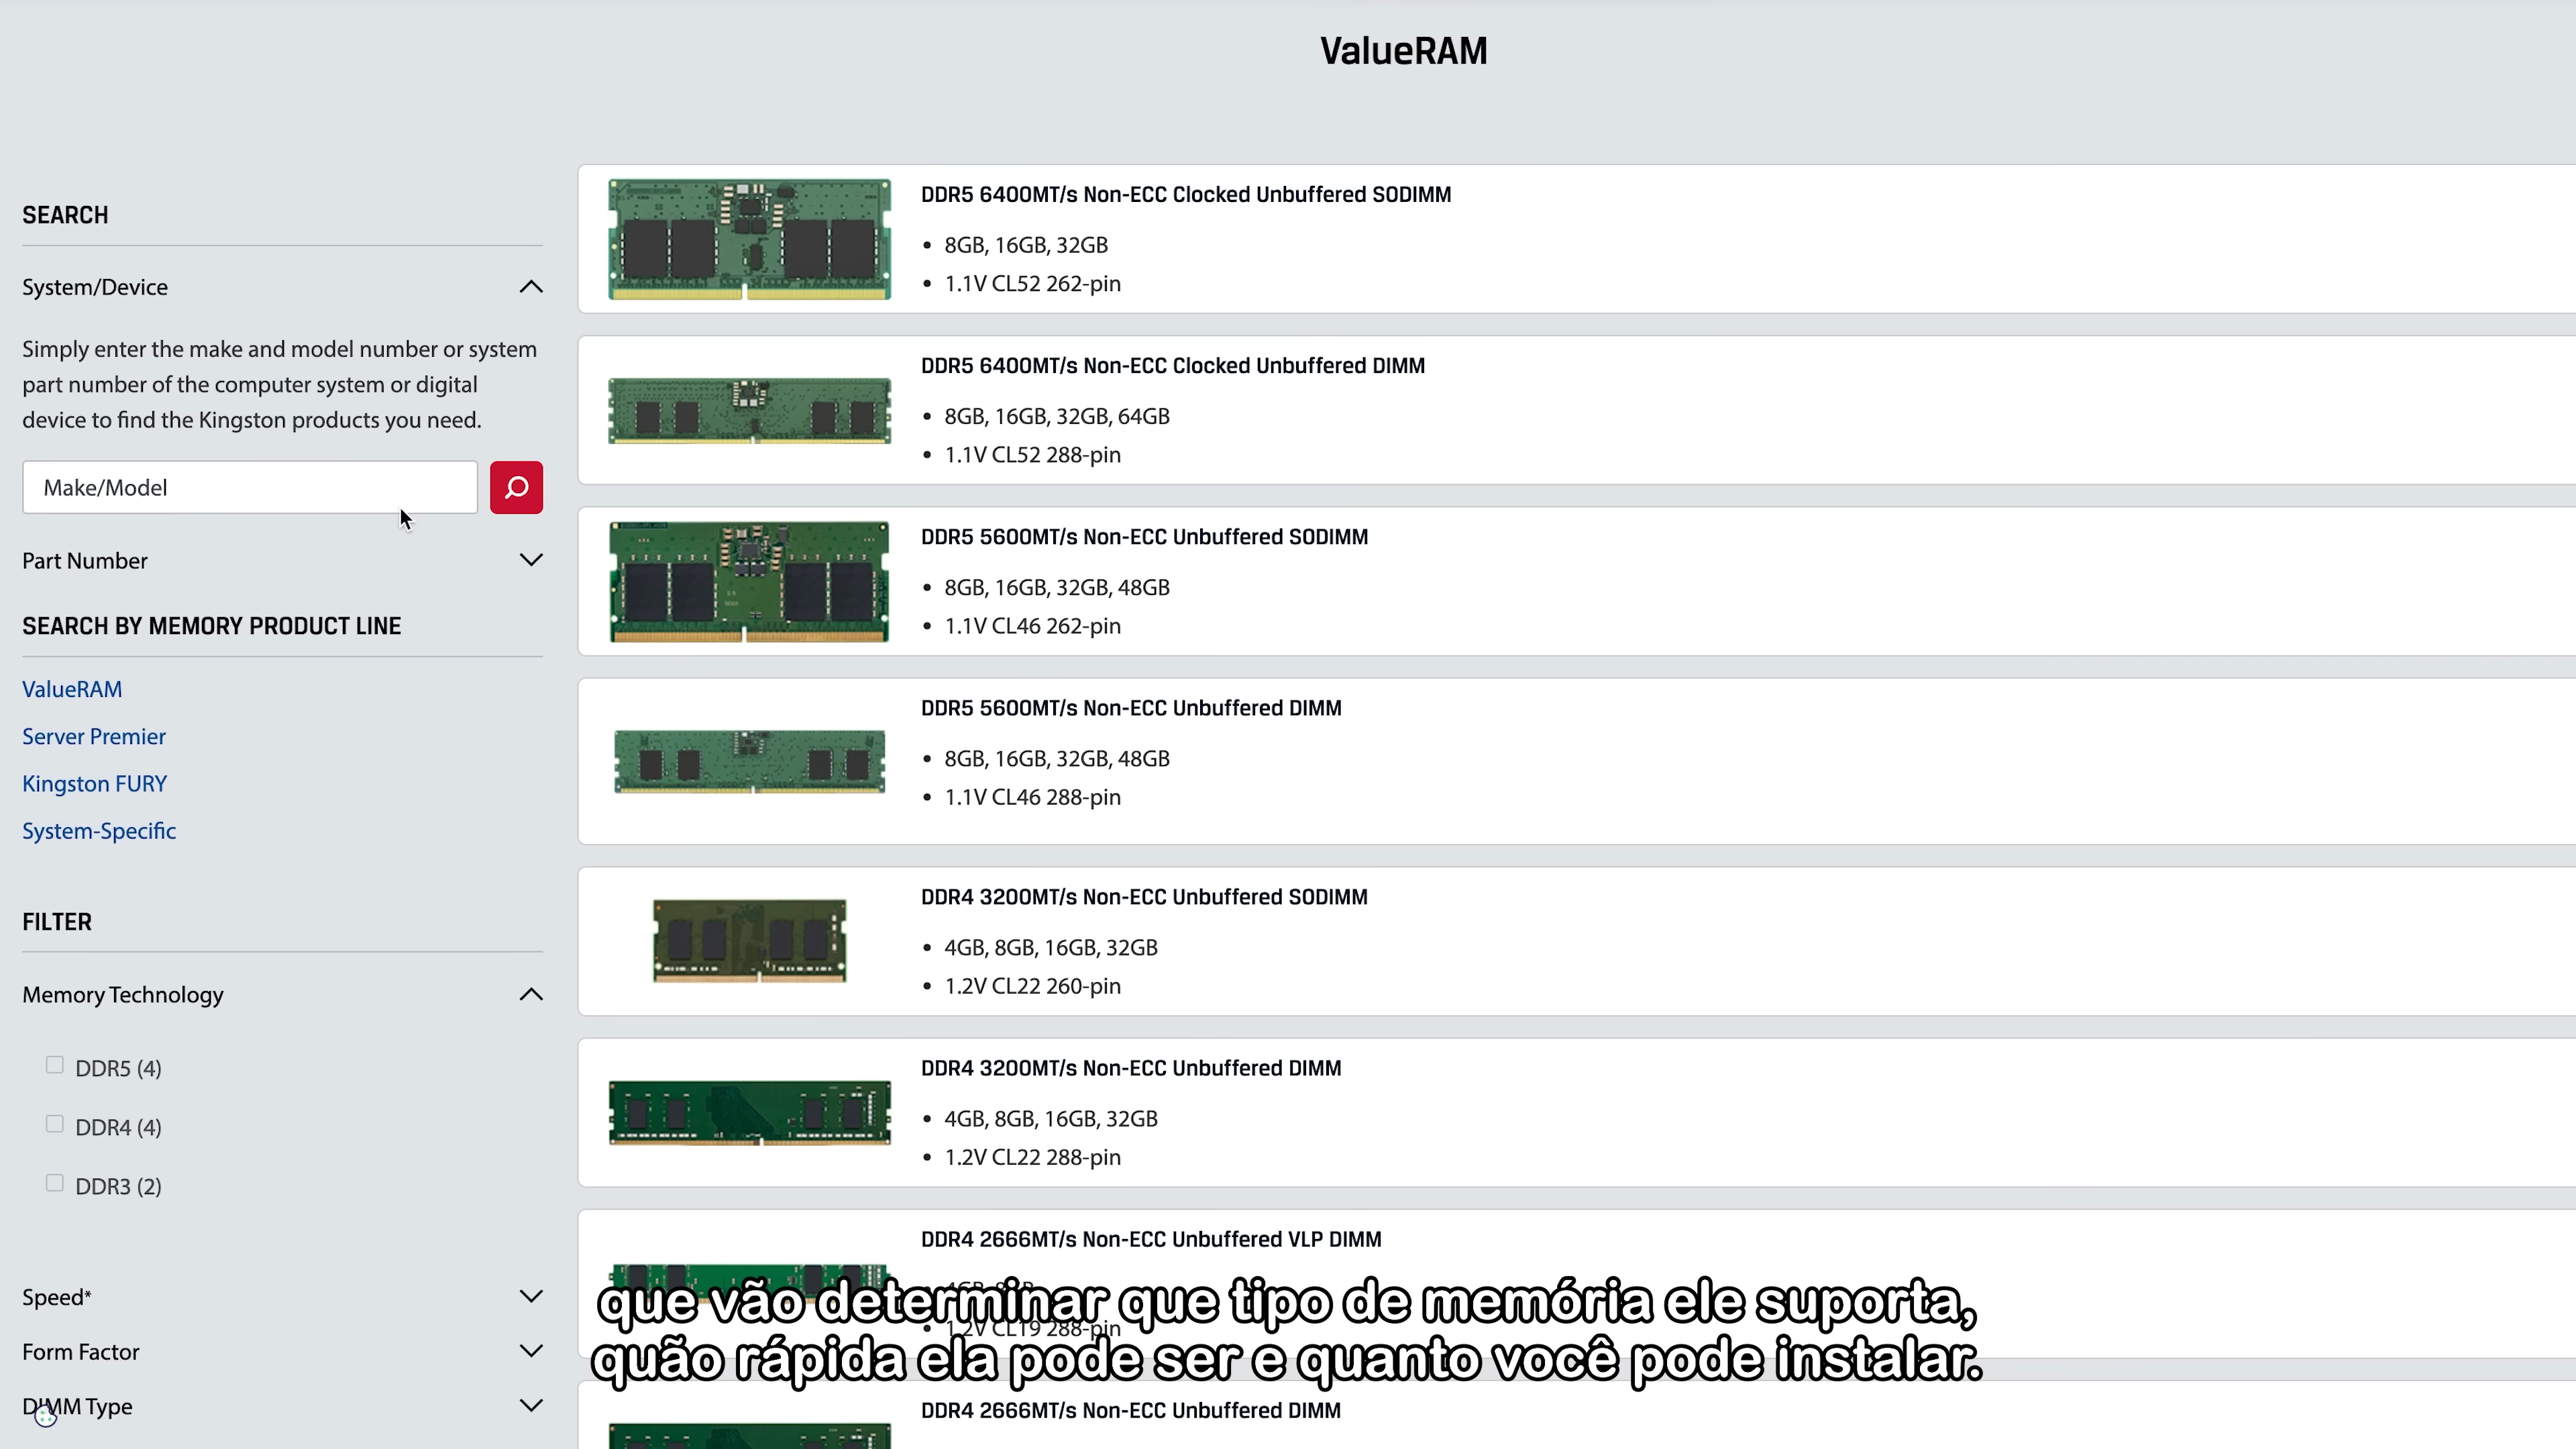 ValueRAM
SEARCH
System/Device
Simply enter the make and model number or system
part number of the computer system or digital
device to find the Kingston products you need.
Make/Model
Part Number
SEARCH BY MEMORY PRODUCT LINE
ValueRAM
Server Premier
Kingston FURY
System-Specific
FILTER
Memory Technology
DDR5 (4)
DDR4 (4)
DDR3 (2)
Speed*
Form Factor
DIMM Type
DDR5 6400MT/s Non-ECC Clocked Unbuffered SODIMM
• 8GB, 16GB, 32GB
• 1.1V CL52 262-pin
DDR5 6400MT/s Non-ECC Clocked Unbuffered DIMM
• 8GB, 16GB, 32GB, 64GB
• 1.1V CL52 288-pin
DDR5 5600MT/s Non-ECC Unbuffered SODIMM
• 8GB, 16GB, 32GB, 48GB
• 1.1V CL46 262-pin
DDR5 5600MT/s Non-ECC Unbuffered DIMM
• 8GB, 16GB, 32GB, 48GB
• 1.1V CL46 288-pin
DDR4 3200MT/s Non-ECC Unbuffered SODIMM
• 4GB, 8GB, 16GB, 32GB
• 1.2V CL22 260-pin
DDR4 3200MT/s Non-ECC Unbuffered DIMM
• 4GB, 8GB, 16GB, 32GB
• 1.2V CL22 288-pin
DDR4 2666MT/s Non-ECC Unbuffered VLP DIMM
• 4GB, 8GB
• 1.2V CL19 288-pin
DDR4 2666MT/s Non-ECC Unbuffered DIMM
que vão determinar que tipo de memória ele suporta,
quão rápida ela pode ser e quanto você pode instalar.